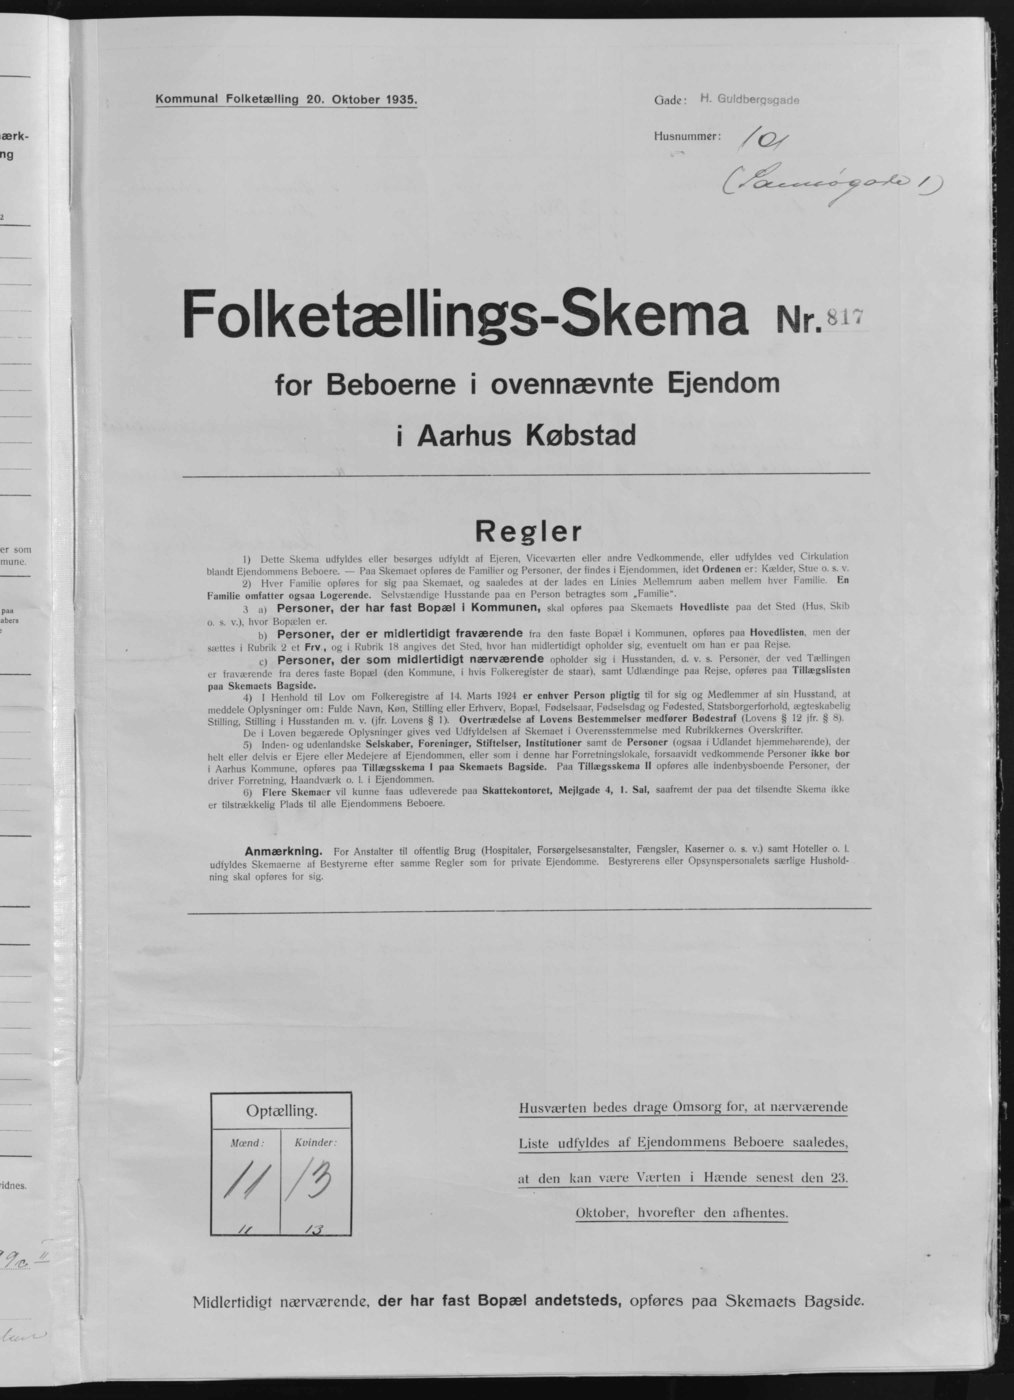 Kommunal Folketælling 20. Oktober 1935.
Gade: H. Guldbergsgade
Husnummer: 10
(Samsøgade 1)
Folketællings-Skema Nr. 817
for Beboerne i ovennævnte Ejendom
i Aarhus Købstad
Regler
1) Dette Skema udfyldes eller besørges udfyldt af Ejeren, Viceværten eller andre Vedkommende, eller udfyldes ved Cirkulation
blandt Ejendommens Beboere. — Paa Skemaet opføres de Familier og Personer, der findes i Ejendommen, idet Ordenen er: Kælder, Stue o. s. v.
2) Hver Familie opføres for sig paa Skemaet, og saaledes at der lades en Linies Mellemrum aaben mellem hver Familie. En
Familie omfatter ogsaa Logerende. Selvstændige Husstande paa en Person betragtes som „Familie".
3 a) Personer, der har fast Bopæl i Kommunen, skal opføres paa Skemaets Hovedliste paa det Sted (Hus, Skib
o. s. v.), hvor Bopælen er.
b) Personer, der er midlertidigt fraværende fra den faste Bopæl i Kommunen, opføres paa Hovedlisten, men der
sættes i Rubrik 2 et Frv., og i Rubrik 18 angives det Sted, hvor han midlertidigt opholder sig, eventuelt om han er paa Rejse.
c) Personer, der som midlertidigt nærværende opholder sig i Husstanden, d. v. s. Personer, der ved Tællingen
er fraværende fra deres faste Bopæl (den Kommune, i hvis Folkeregister de staar), samt Udlændinge paa Rejse, opføres paa Tillægslisten
paa Skemaets Bagside.
4) I Henhold til Lov om Folkeregistre af 14. Marts 1924 er enhver Person pligtig til for sig og Medlemmer af sin Husstand, at
meddele Oplysninger om: Fulde Navn, Køn, Stilling eller Erhverv, Bopæl, Fødselsaar, Fødselsdag og Fødested, Statsborgerforhold, ægteskabelig
Stilling, Stilling i Husstanden m. v. (jfr. Lovens § 1). Overtrædelse af Lovens Bestemmelser medfører Bødestraf (Lovens § 12 jfr. § 8).
De i Loven begærede Oplysninger gives ved Udfyldelsen af Skemaet i Overensstemmelse med Rubrikkernes Overskrifter.
5) Inden- og udenlandske Selskaber, Foreninger, Stiftelser, Institutioner samt de Personer (ogsaa i Udlandet hjemmehørende), der
helt eller delvis er Ejere eller Medejere af Ejendommen, eller som i denne har Forretningslokale, forsaavidt vedkommende Personer ikke bor
i Aarhus Kommune, opføres paa Tillægsskema I paa Skemaets Bagside. Paa Tillægsskema II opføres alle indenbysboende Personer, der
driver Forretning, Haandværk o. l. i Ejendommen.
6) Flere Skemaer vil kunne faas udleverede paa Skattekontoret, Mejlgade 4, 1. Sal, saafremt der paa det tilsendte Skema ikke
er tilstrækkelig Plads til alle Ejendommens Beboere.
Anmærkning. For Anstalter til offentlig Brug (Hospitaler, Forsørgelsesanstalter, Fængsler, Kaserner o. s. v.) samt Hoteller o. l.
udfyldes Skemaerne af Bestyrerne efter samme Regler som for private Ejendomme. Bestyrerens eller Opsynspersonalets særlige Hushold-
ning skal opføres for sig.
Optælling.
Mænd: Kvinder:
11 13
11 13
Husværten bedes drage Omsorg for, at nærværende
Liste udfyldes af Ejendommens Beboere saaledes,
at den kan være Værten i Hænde senest den 23.
Oktober, hvorefter den afhentes.
Midlertidigt nærværende, der har fast Bopæl andetsteds, opføres paa Skemaets Bagside.